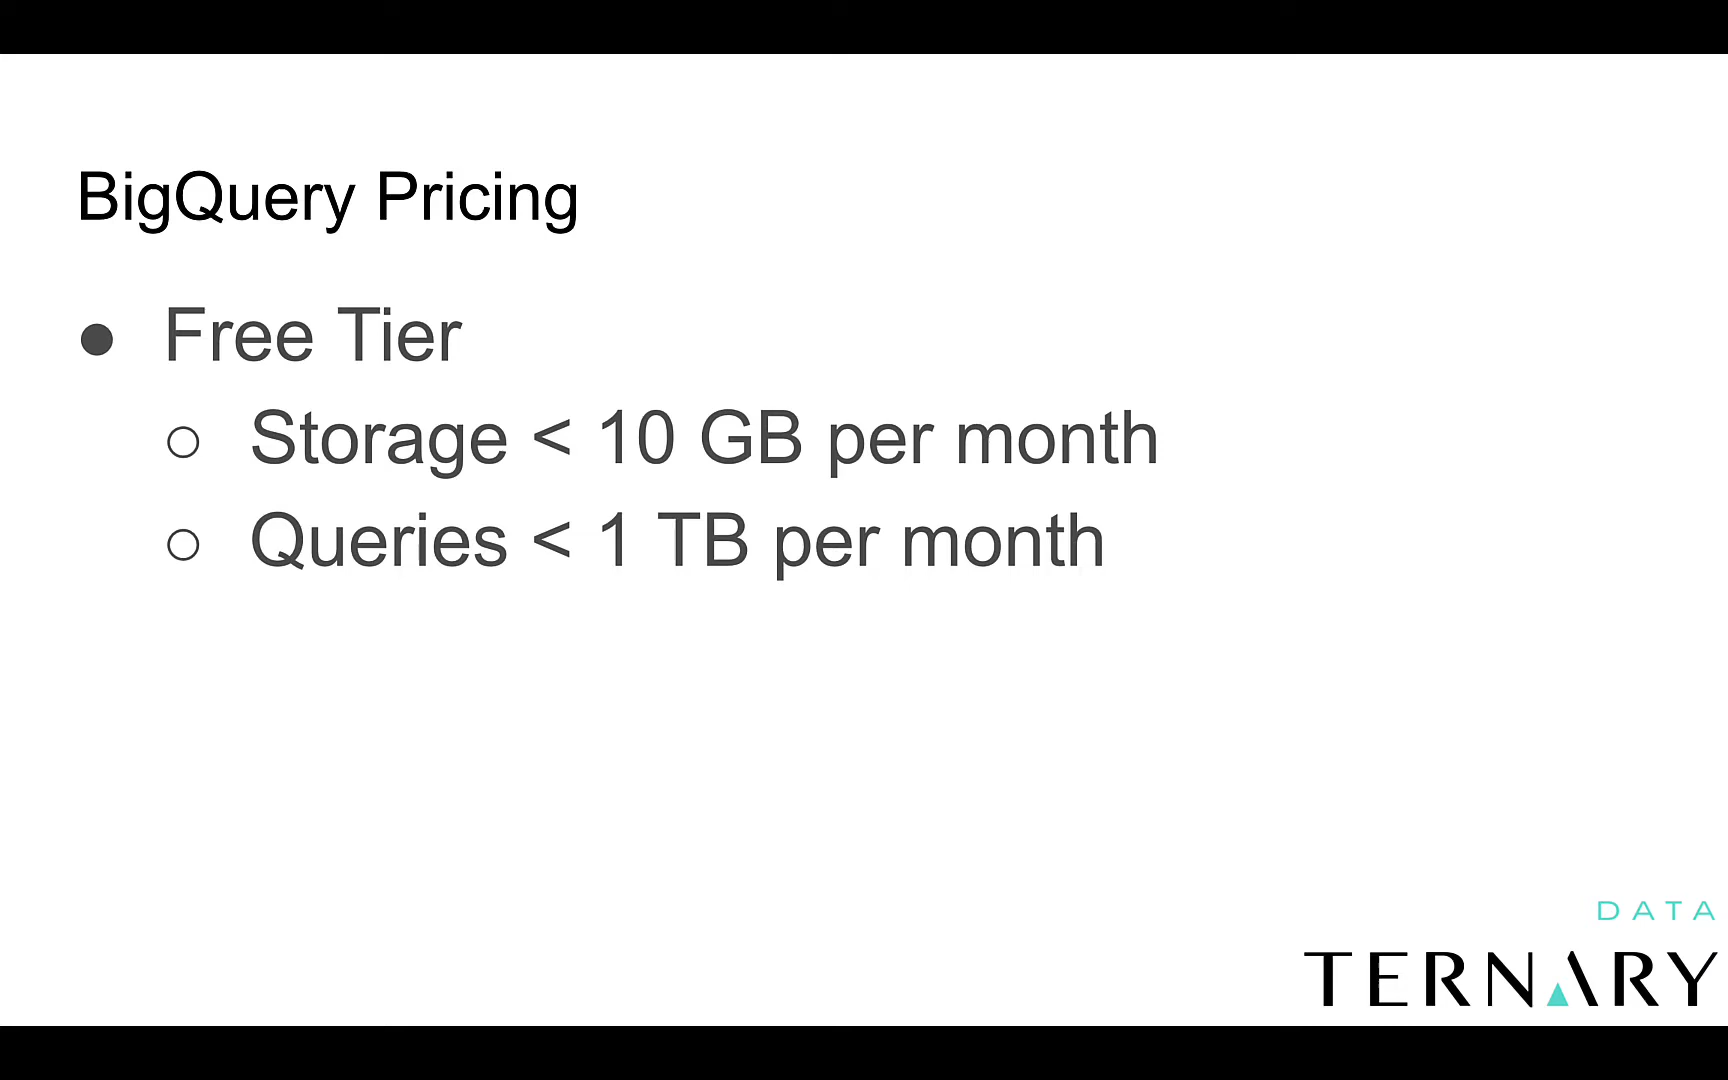 BigQuery Pricing
● Free Tier
○ Storage < 10 GB per month
○ Queries < 1 TB per month
DATA
TERNARY